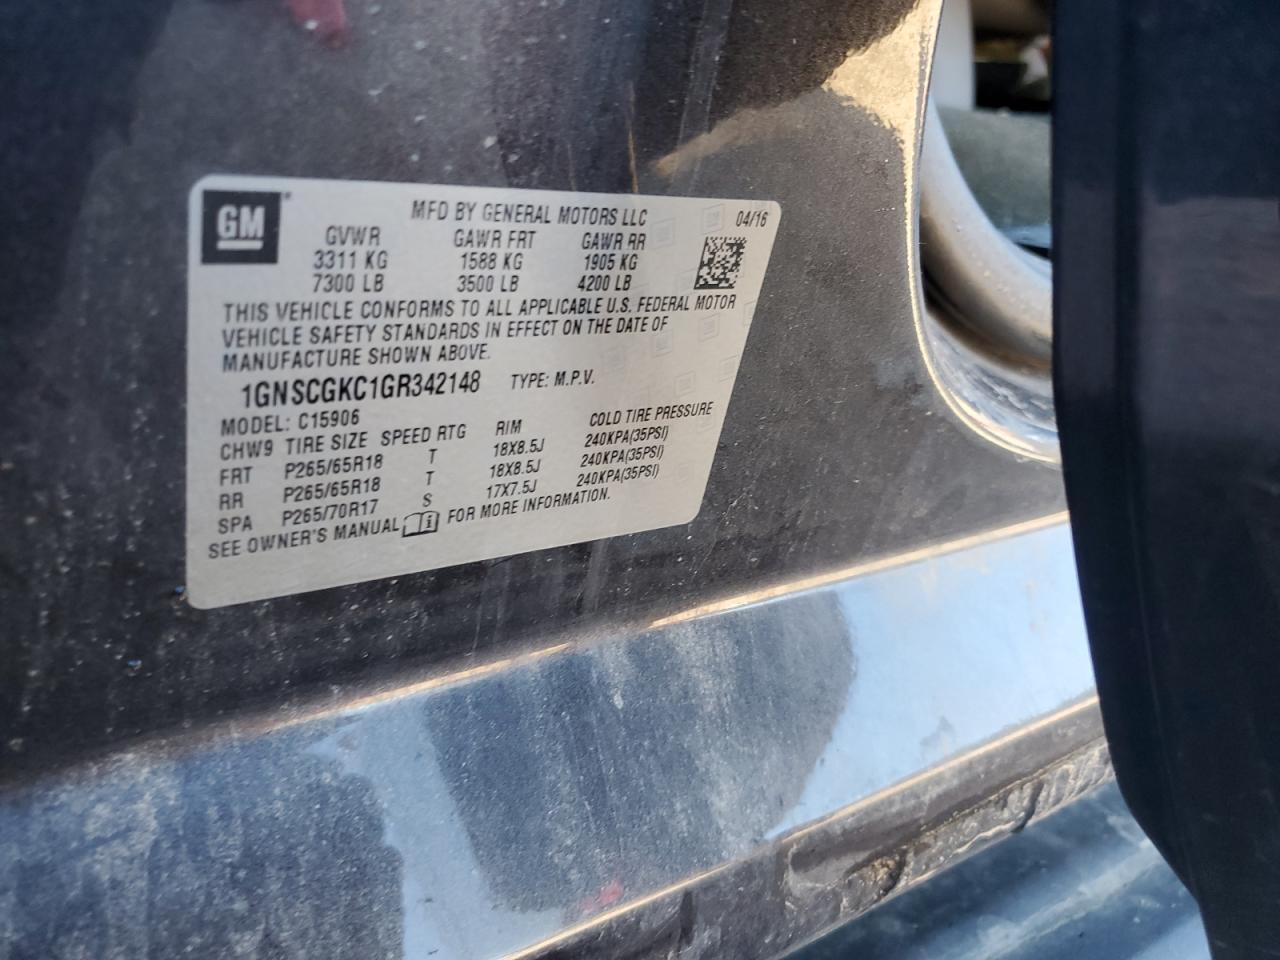 GM
MFD BY GENERAL MOTORS LLC 04/16
GVWR GAWR FRT GAWR RR
3311 KG 1588 KG 1905 KG
7300 LB 3500 LB 4200 LB
THIS VEHICLE CONFORMS TO ALL APPLICABLE U.S. FEDERAL MOTOR
VEHICLE SAFETY STANDARDS IN EFFECT ON THE DATE OF
MANUFACTURE SHOWN ABOVE.
1GNSCGKC1GR342148 TYPE: M.P.V.
MODEL: C15906
CHW9 TIRE SIZE SPEED RTG RIM COLD TIRE PRESSURE
FRT P265/65R18 T 18X8.5J 240KPA(35PSI)
RR P265/65R18 T 18X8.5J 240KPA(35PSI)
SPA P265/70R17 S 17X7.5J 240KPA(35PSI)
SEE OWNER'S MANUAL FOR MORE INFORMATION.